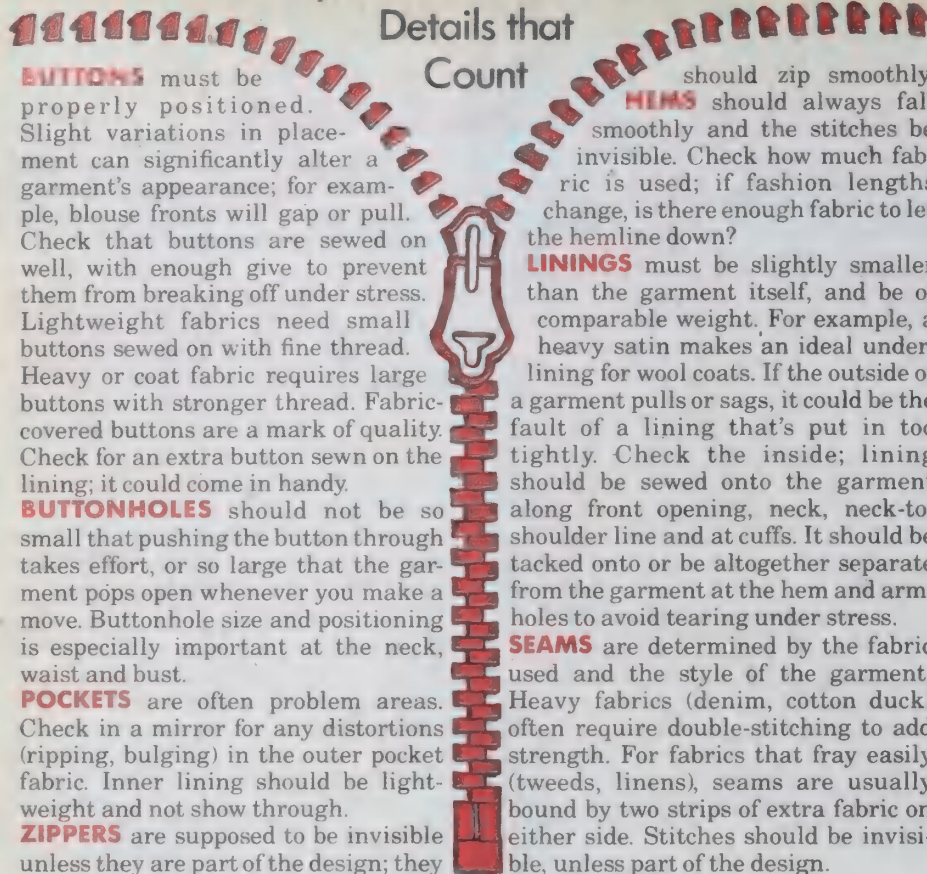 Details that
Count
BUTTONS must be
properly positioned.
Slight variations in place-
ment can significantly alter a
garment's appearance; for exam-
ple, blouse fronts will gap or pull.
Check that buttons are sewed on
well, with enough give to prevent
them from breaking off under stress.
Lightweight fabrics need small
buttons sewed on with fine thread.
Heavy or coat fabric requires large
buttons with stronger thread. Fabric-
covered buttons are a mark of quality.
Check for an extra button sewn on the
lining; it could come in handy.
BUTTONHOLES should not be so
small that pushing the button through
takes effort, or so large that the gar-
ment pops open whenever you make a
move. Buttonhole size and positioning
is especially important at the neck,
waist and bust.
POCKETS are often problem areas.
Check in a mirror for any distortions
(ripping, bulging) in the outer pocket
fabric. Inner lining should be light-
weight and not show through.
ZIPPERS are supposed to be invisible
unless they are part of the design; they
should zip smoothly
HEMS should always fal
smoothly and the stitches be
invisible. Check how much fab
ric is used; if fashion lengths
change, is there enough fabric to le
the hemline down?
LININGS must be slightly smaller
than the garment itself, and be o
comparable weight. For example, a
heavy satin makes an ideal under
lining for wool coats. If the outside o
a garment pulls or sags, it could be the
fault of a lining that's put in too
tightly. Check the inside; lining
should be sewed onto the garmen
along front opening, neck, neck-to
shoulder line and at cuffs. It should be
tacked onto or be altogether separate
from the garment at the hem and arm
holes to avoid tearing under stress.
SEAMS are determined by the fabric
used and the style of the garment
Heavy fabrics (denim, cotton duck
often require double-stitching to add
strength. For fabrics that fray easily
(tweeds, linens), seams are usually
bound by two strips of extra fabric on
either side. Stitches should be invisi-
ble, unless part of the design.